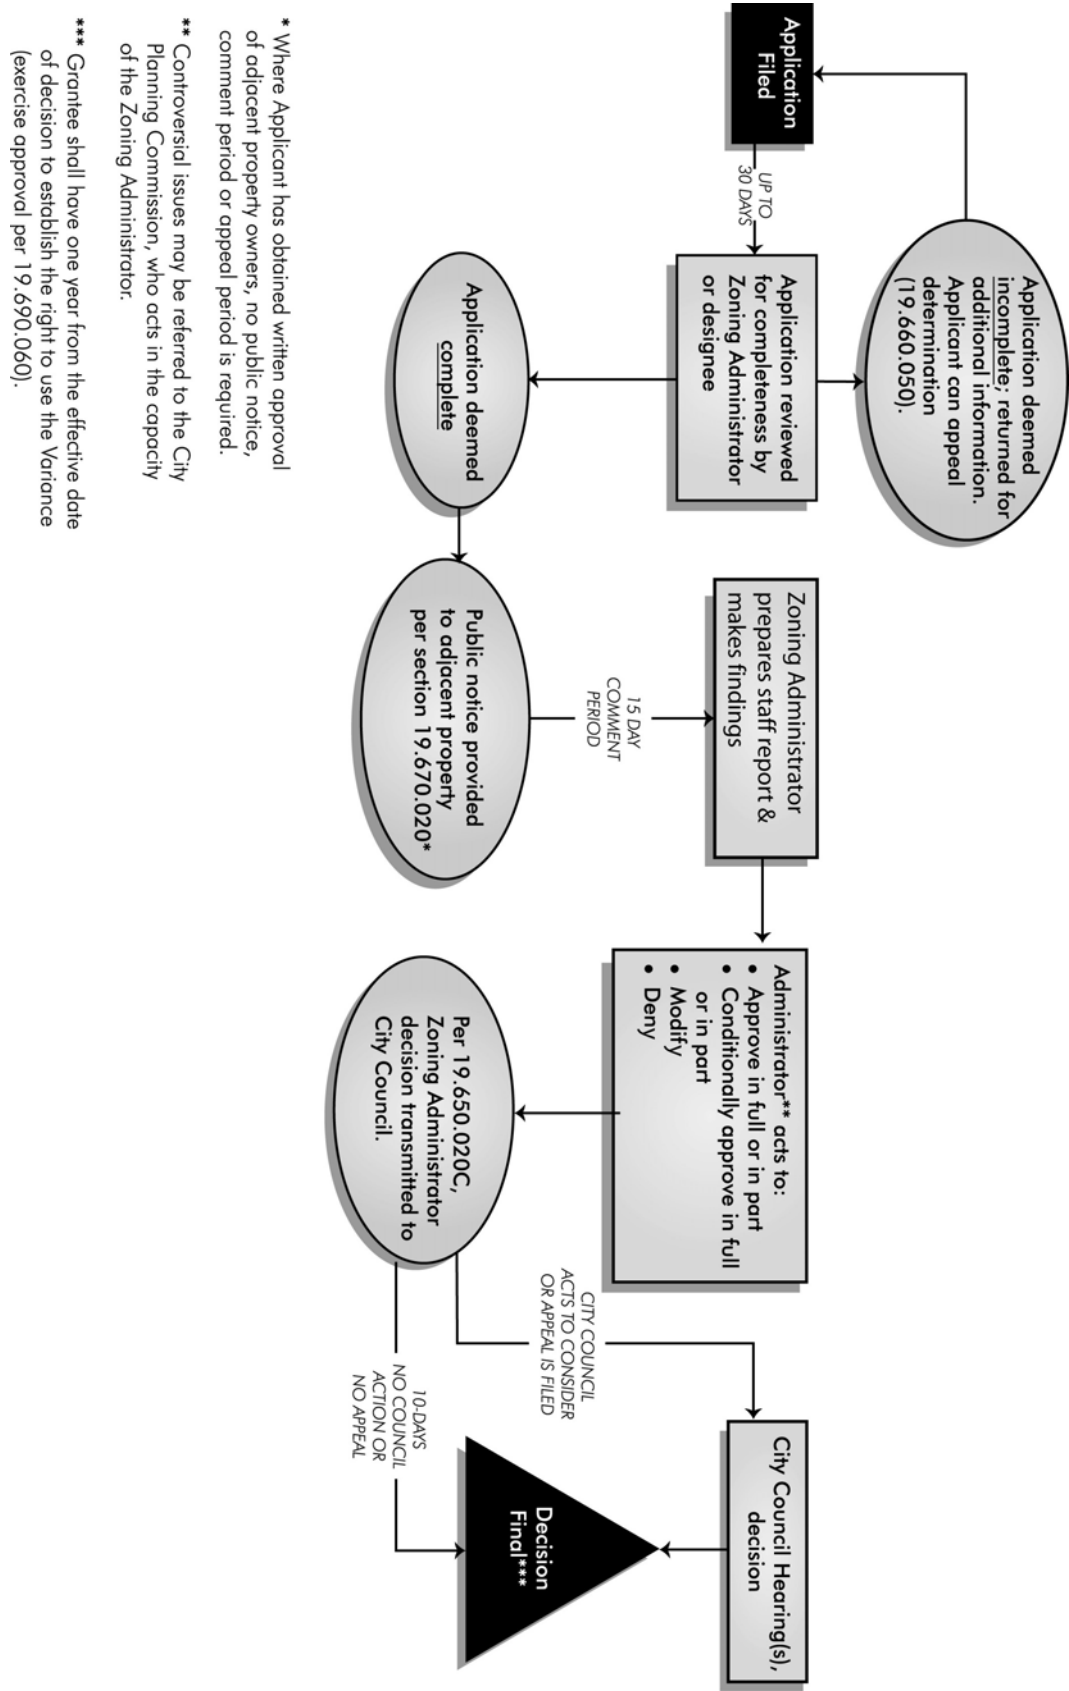 Application
Filed
UP TO
30 DAYS
Application deemed
incomplete; returned for
additional information.
Applicant can appeal
determination
(19.660.050).
Application reviewed
for completeness by
Zoning Administrator
or designee
Application deemed
complete
Public notice provided
to adjacent property
per section 19.670.020*
15 DAY
COMMENT
PERIOD
Zoning Administrator
prepares staff report &
makes findings
Administrator** acts to:
• Approve in full or in part
• Conditionally approve in full
or in part
• Modify
• Deny
Per 19.650.020C,
Zoning Administrator
decision transmitted to
City Council.
CITY COUNCIL
ACTS TO CONSIDER
OR APPEAL IS FILED
10-DAYS
NO COUNCIL
ACTION OR
NO APPEAL
City Council Hearing(s),
decision
Decision
Final***
* Where Applicant has obtained written approval
of adjacent property owners, no public notice,
comment period or appeal period is required.
** Controversial issues may be referred to the City
Planning Commission, who acts in the capacity
of the Zoning Administrator.
*** Grantee shall have one year from the effective date
of decision to establish the right to use the Variance
(exercise approval per 19.690.060).